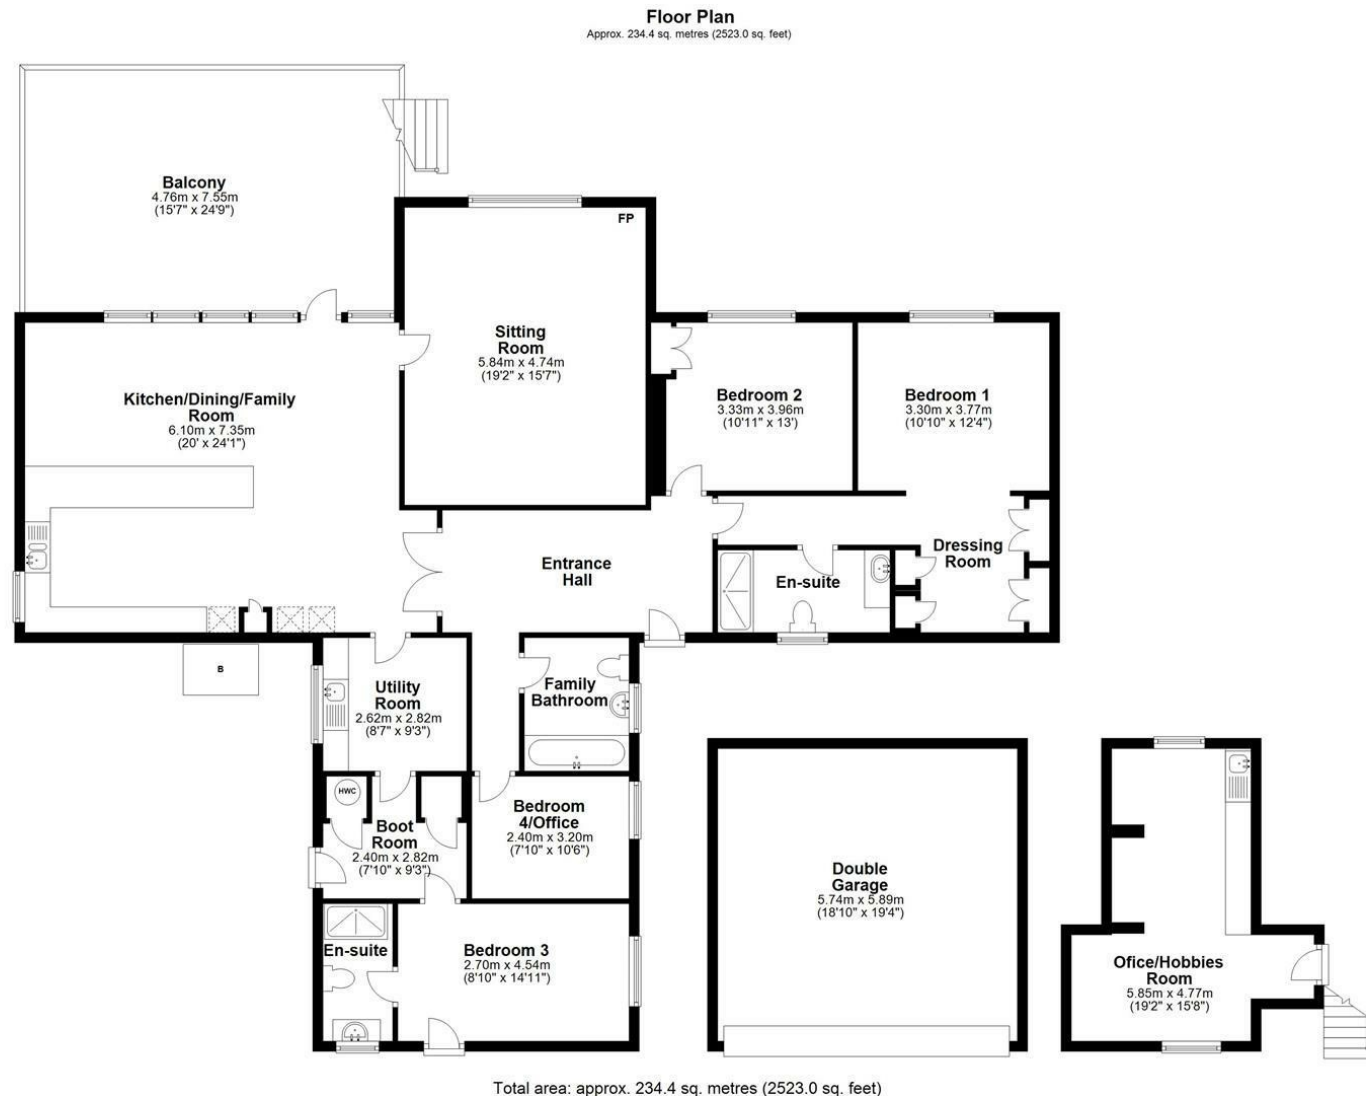 Floor Plan
Approx. 234.4 sq. metres (2523.0 sq. feet)
Balcony
4.76m x 7.55m
(15'7" x 24'9")
FP
Sitting
Room
5.84m x 4.74m
(19'2" x 15'7")
Kitchen/Dining/Family
Room
6.10m x 7.35m
(20' x 24'1")
Bedroom 2
3.33m x 3.96m
(10'11" x 13')
Bedroom 1
3.30m x 3.77m
(10'10" x 12'4")
Entrance
Hall
En-suite
Dressing
Room
B
Utility
Room
2.62m x 2.82m
(8'7" x 9'3")
Family
Bathroom
HWC
Boot
Room
2.40m x 2.82m
(7'10" x 9'3")
Bedroom
4/Office
2.40m x 3.20m
(7'10" x 10'6")
En-suite
Bedroom 3
2.70m x 4.54m
(8'10" x 14'11")
Double
Garage
5.74m x 5.89m
(18'10" x 19'4")
Ofice/Hobbies
Room
5.85m x 4.77m
(19'2" x 15'8")
Total area: approx. 234.4 sq. metres (2523.0 sq. feet)